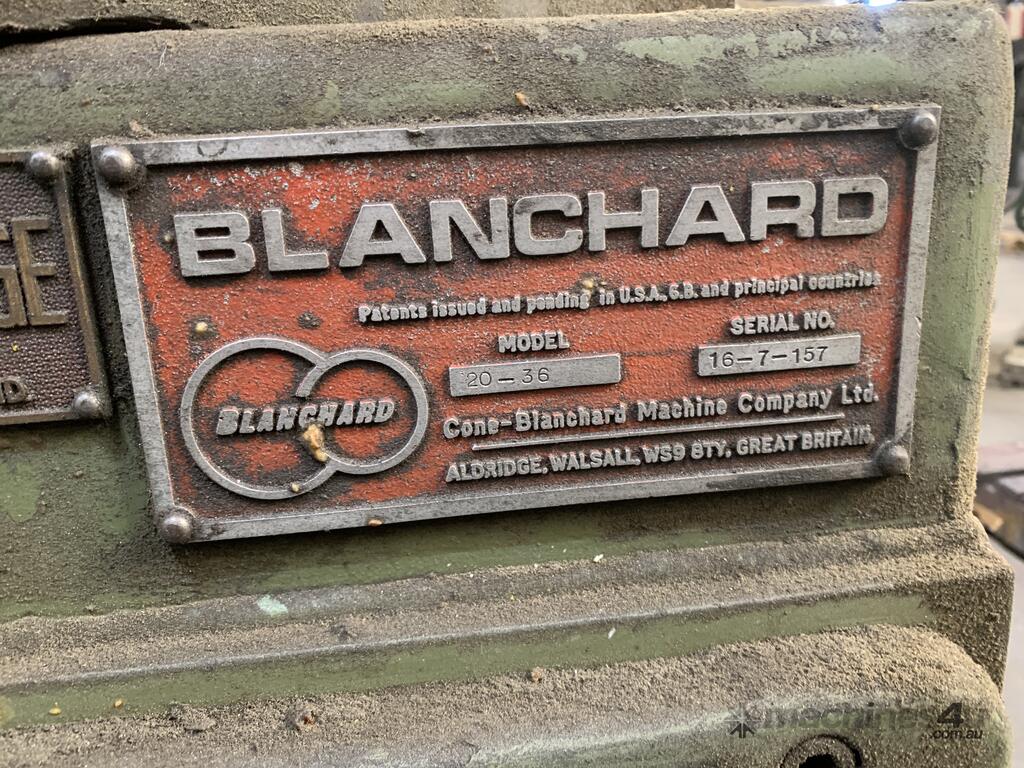 BLANCHARD
Patents issued and pending in U.S.A., G.B. and principal countries
MODEL
SERIAL NO.
20-36
16-7-157
BLANCHARD
Cone-Blanchard Machine Company Ltd.
ALDRIDGE, WALSALL, WS9 8TY, GREAT BRITAIN.
machines4u
.com.au